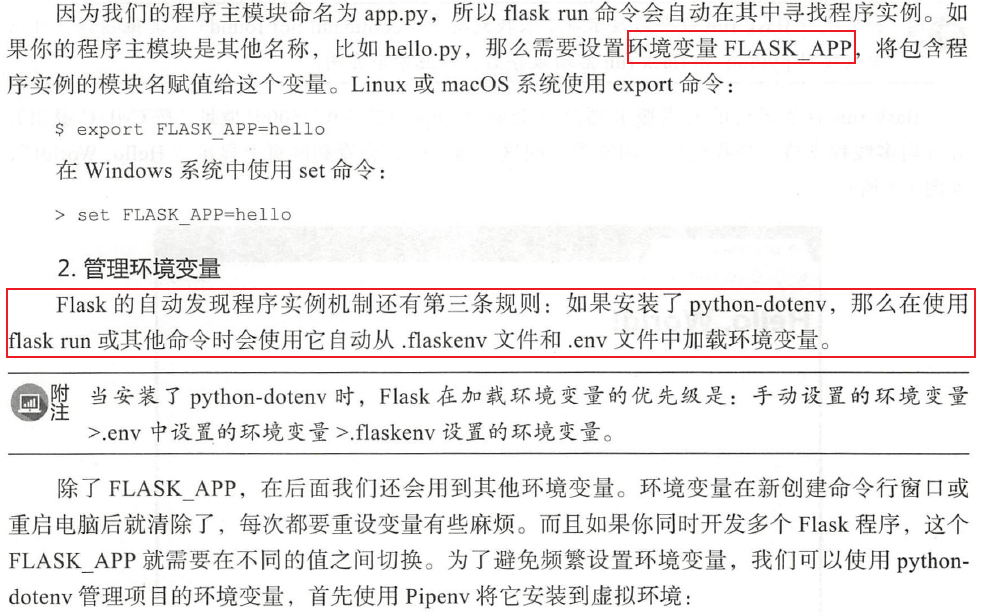 因为我们的程序主模块命名为 app.py，所以 flask run 命令会自动在其中寻找程序实例。如
果你的程序主模块是其他名称，比如 hello.py，那么需要设置环境变量 FLASK_APP，将包含程
序实例的模块名赋值给这个变量。Linux 或 macOS 系统使用 export 命令：
$ export FLASK_APP=hello
在 Windows 系统中使用 set 命令：
> set FLASK_APP=hello
2. 管理环境变量
Flask 的自动发现程序实例机制还有第三条规则：如果安装了 python-dotenv，那么在使用
flask run 或其他命令时会使用它自动从 .flaskenv 文件和 .env 文件中加载环境变量。
附注 当安装了 python-dotenv 时，Flask 在加载环境变量的优先级是：手动设置的环境变量
>.env 中设置的环境变量 >.flaskenv 设置的环境变量。
除了 FLASK_APP，在后面我们还会用到其他环境变量。环境变量在新创建命令行窗口或
重启电脑后就清除了，每次都要重设变量有些麻烦。而且如果你同时开发多个 Flask 程序，这个
FLASK_APP 就需要在不同的值之间切换。为了避免频繁设置环境变量，我们可以使用 python-
dotenv 管理项目的环境变量，首先使用 Pipenv 将它安装到虚拟环境：